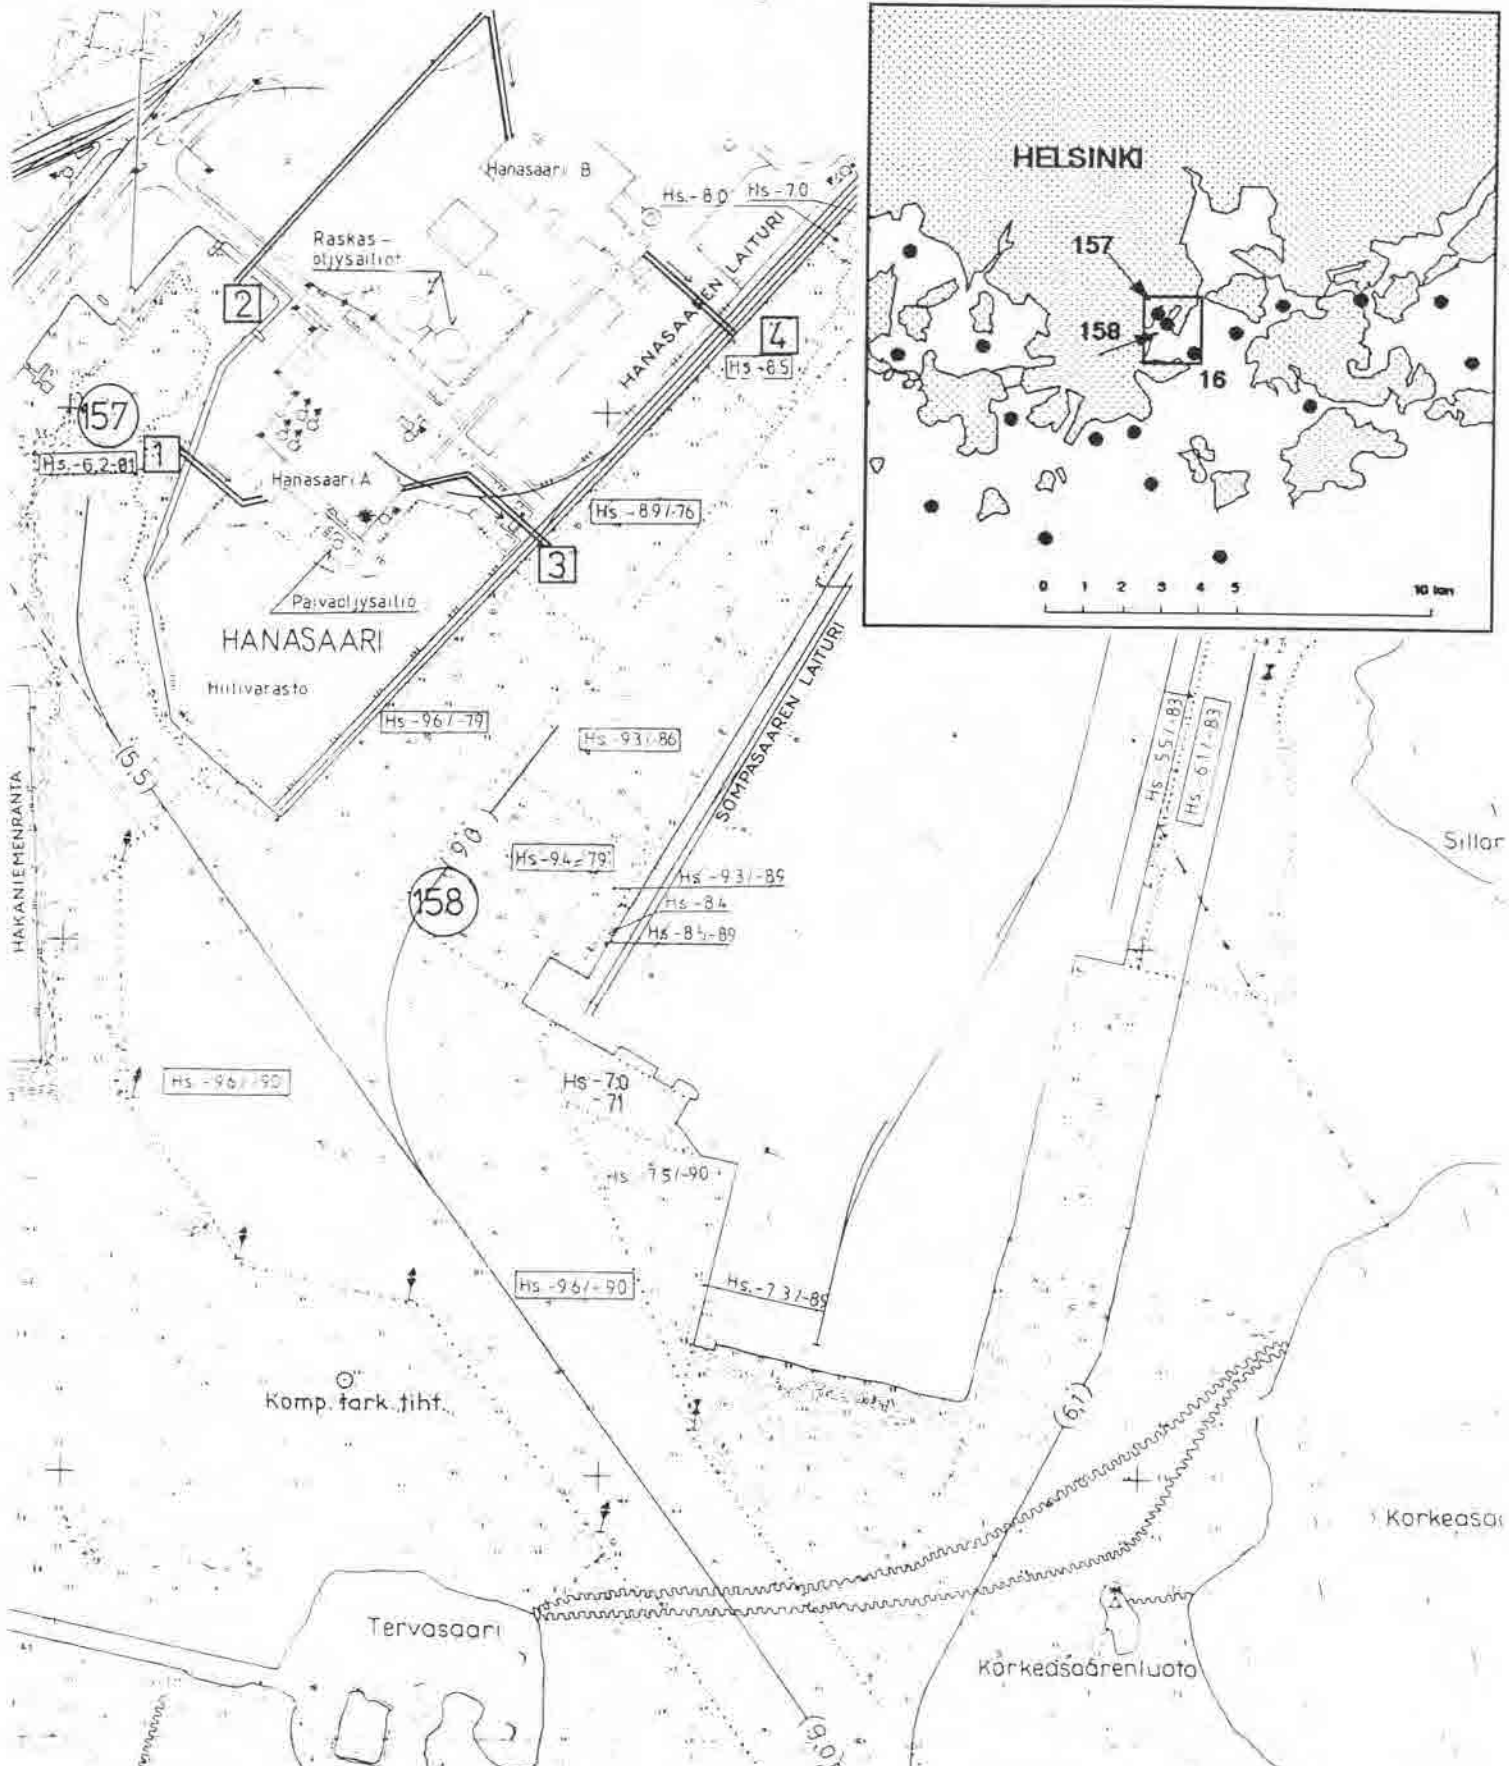 Hanasaari B
Hs.-8.0
Hs -7.0
Raskas-
öljysäiliöt
HANASAAREN LAITURI
2
4
Hs -8.5
157
1
Hs.-6,2-81
Hanasaari A
Hs -8.9/-76
3
Päiväöljysäiliö
HANASAARI
Hiilivarasto
Hs -9.6/-79
Hs -9.3/-86
SOMPASAAREN LAITURI
(5,5)
HAKANIEMENRANTA
9,0
Hs -9.4-79
158
Hs -9.3/-89
Hs -8.4
Hs -8.5-89
Hs -9.6/-90
Hs -7.0
-71
Hs -7.5/-90
Hs -9.6/-90
Hs.-7.3/-89
Komp. tark. tiht.
Tervasaari
(9,0)
HELSINKI
157
158
16
0 1 2 3 4 5 10 km
Hs -5.5/-83
Hs -6.1/-83
Sillar
(6,1)
Korkeasa
Korkeasaarenluoto